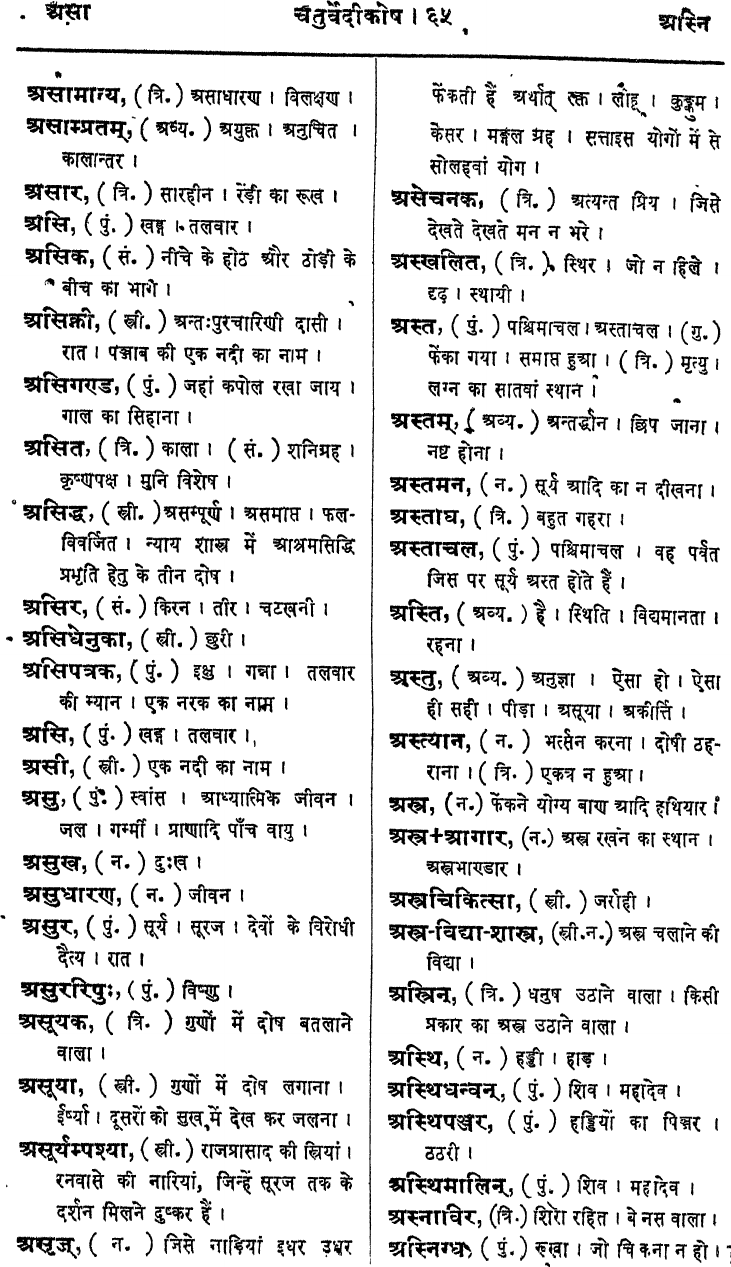 असा
चतुर्वेदीकोष । ६५
अस्नि
असामान्य, (त्रि.) असाधारण । विलक्षण ।
असाम्प्रतम्, (अध्य.) अयुक्त । अनुचित ।
कालान्तर ।
असार, (त्रि.) सारहीन । रेंड़ी का रूख ।
असि, (पुं.) खङ्ग । तलवार ।
असिक, (सं.) नीचे के होठ और ठोड़ी के
बीच का भागे ।
असिक्नी, (स्त्री.) अन्तःपुरचारिणी दासी ।
रात । पञ्जाब की एक नदी का नाम ।
असिगण्ड, (पुं.) जहां कपोल रखा जाय ।
गाल का सिहाना ।
असित, (त्रि.) काला । (सं.) शनिग्रह ।
कृष्णपक्ष । मुनि विशेष ।
असिद्ध, (स्त्री.) असम्पूर्ण । असमाप्त । फल-
विवर्जित । न्याय शास्त्र में आश्रमसिद्धि
प्रभृति हेतु के तीन दोष ।
असिर, (सं.) किरन । तीर । चटखनी ।
असिधेनुका, (स्त्री.) छुरी ।
असिपत्रक, (पुं.) इक्षु । गन्ना । तलवार
की म्यान । एक नरक का नाम ।
असि, (पुं.) खङ्ग । तलवार ।
असी, (स्त्री.) एक नदी का नाम ।
असु, (पुं.) स्वांस । आध्यात्मिक जीवन ।
जल । गर्म्मी । प्राणादि पाँच वायु ।
असुख, (न.) दुःख ।
असुधारण, (न.) जीवन ।
असुर, (पुं.) सूर्य । सूरज । देवों के विरोधी
दैत्य । रात ।
असुररिपुः, (पुं.) विष्णु ।
असूयक, (त्रि.) गुणों में दोष बतलाने
वाला ।
असूया, (स्त्री.) गुणों में दोष लगाना ।
ईर्ष्या । दूसरों को सुख में देख कर जलना ।
असूर्यम्पश्या, (स्त्री.) राजप्रासाद की स्त्रियां ।
रनवासे की नारियां, जिन्हें सूरज तक के
दर्शन मिलने दुष्कर हैं ।
असृज्, (न.) जिसे नाड़ियां इधर उधर
फेंकती हैं अर्थात् रक्त । लोहू । कुङ्कुम ।
केसर । मङ्गल ग्रह । सत्ताइस योगों में से
सोलहवां योग ।
असेचनक, (त्रि.) अत्यन्त प्रिय । जिसे
देखते देखते मन न भरे ।
अस्खलित, (त्रि.) स्थिर । जो न हिले ।
दृढ़ । स्थायी ।
अस्त, (पुं.) पश्चिमाचल । अस्ताचल । (गु.)
फेंका गया । समाप्त हुआ । (त्रि.) मृत्यु ।
लग्न का सातवां स्थान ।
अस्तम्, (अव्य.) अन्तर्द्धान । छिप जाना ।
नष्ट होना ।
अस्तमन, (न.) सूर्य आदि का न दीखना ।
अस्ताघ, (त्रि.) बहुत गहरा ।
अस्ताचल, (पुं.) पश्चिमाचल । वह पर्वत
जिस पर सूर्य अस्त होते हैं ।
अस्ति, (अव्य.) है । स्थिति । विद्यमानता ।
रहना ।
अस्तु, (अव्य.) अनुज्ञा । ऐसा हो । ऐसा
ही सही । पीड़ा । असूया । अकीर्त्ति ।
अस्त्यान, (न.) भर्त्सन करना । दोषी ठह-
राना । (त्रि.) एकत्र न हुआ ।
अस्त्र, (न.) फेंकने योग्य बाण आदि हथियार ।
अस्त्र+आगार, (न.) अस्त्र रखने का स्थान ।
अस्त्रभाण्डार ।
अस्त्रचिकित्सा, (स्त्री.) जर्राही ।
अस्त्र-विद्या-शास्त्र, (स्त्री.न.) अस्त्र चलाने की
विद्या ।
अस्त्रिन्, (त्रि.) धनुष उठाने वाला । किसी
प्रकार का अस्त्र उठाने वाला ।
अस्थि, (न.) हड्डी । हाड़ ।
अस्थिधन्वन्, (पुं.) शिव । महादेव ।
अस्थिपञ्जर, (पुं.) हड्डियों का पिञ्जर ।
ठठरी ।
अस्थिमालिन्, (पुं.) शिव । महादेव ।
अस्नाविर, (त्रि.) शिरा रहित । बे नस वाला ।
अस्निग्ध, (पुं.) रूखा । जो चिकना न हो ।